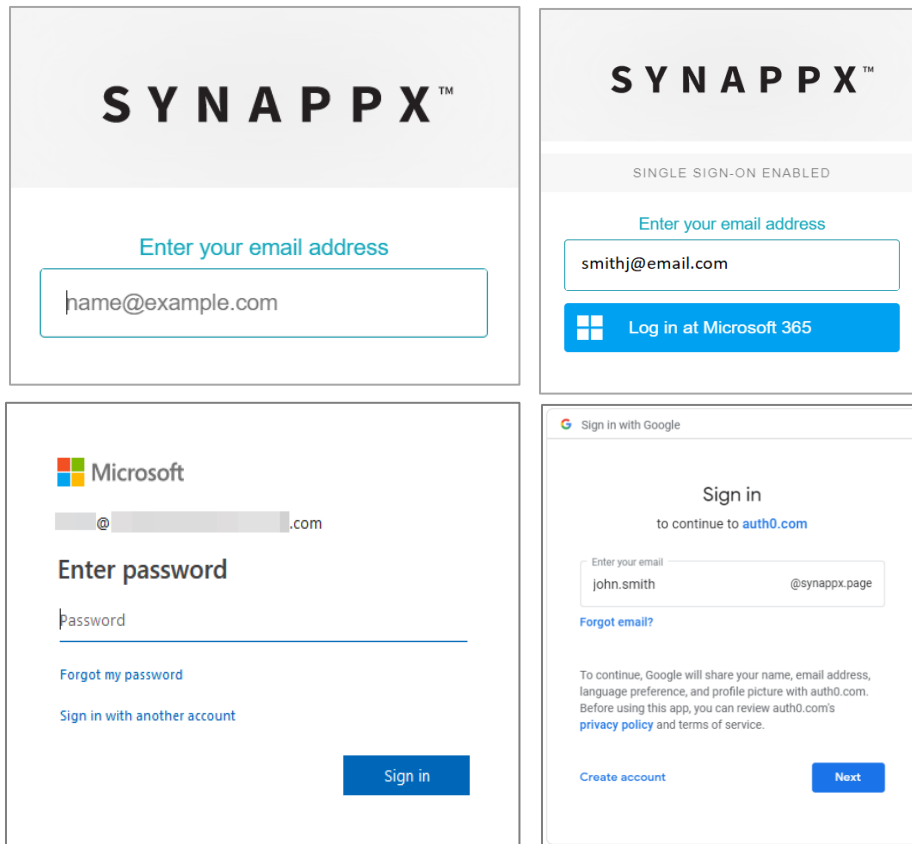 SYNAPPX™
Enter your email address
name@example.com
SYNAPPX™
SINGLE SIGN-ON ENABLED
Enter your email address
smithj@email.com
Log in at Microsoft 365
Microsoft
@ .com
Enter password
Password
Forgot my password
Sign in with another account
Sign in
Sign in with Google
Sign in
to continue to auth0.com
Enter your email
john.smith @synappx.page
Forgot email?
To continue, Google will share your name, email address,
language preference, and profile picture with auth0.com.
Before using this app, you can review auth0.com's
privacy policy and terms of service.
Create account Next